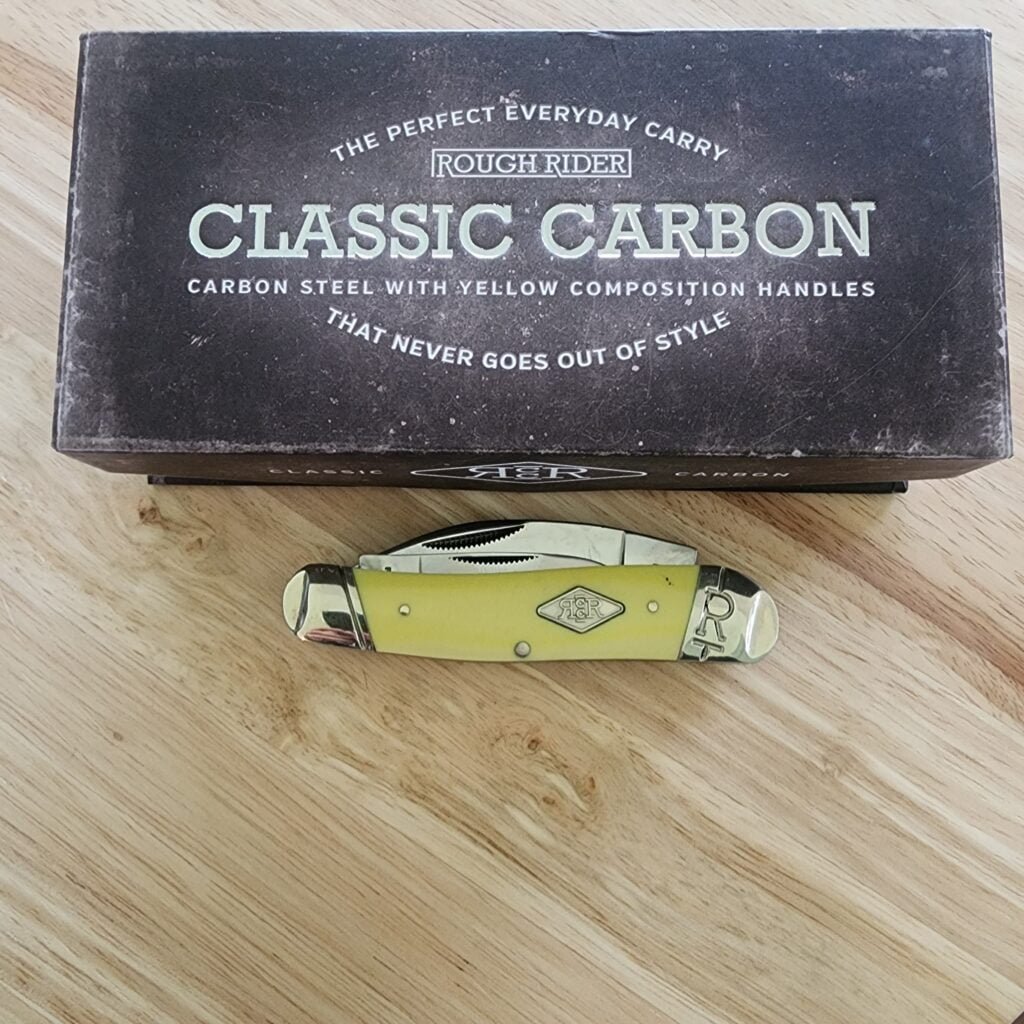 THE PERFECT EVERYDAY CARRY
ROUGH RIDER
CLASSIC CARBON
CARBON STEEL WITH YELLOW COMPOSITION HANDLES
THAT NEVER GOES OUT OF STYLE
CLASSIC R&R CARBON
R&R
R